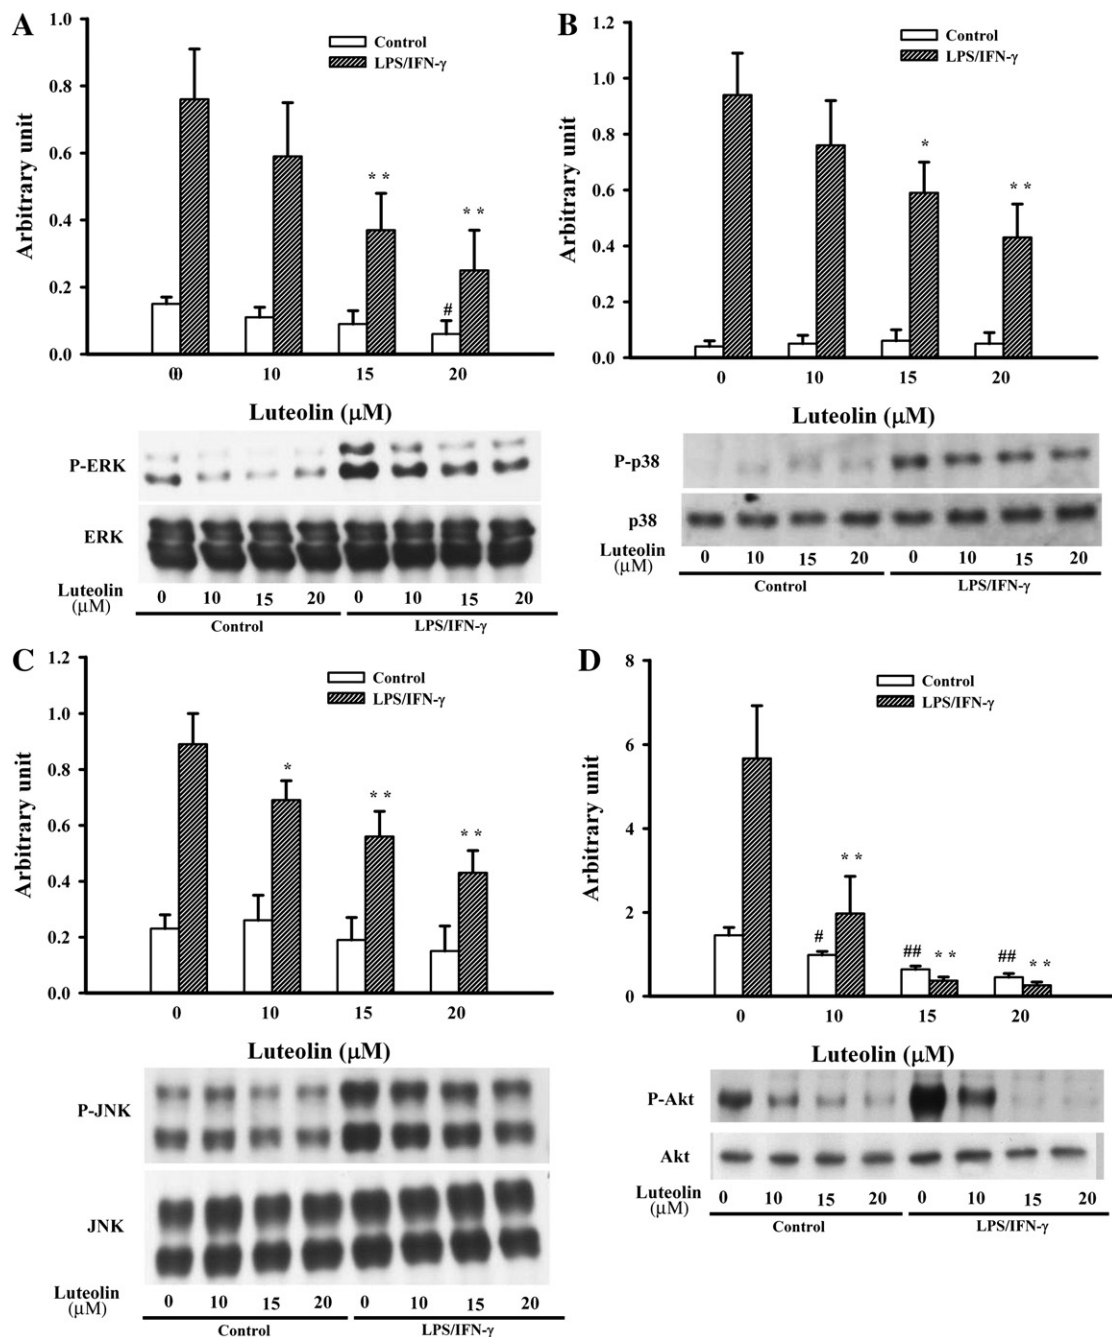 A
1.0
0.8
0.6
0.4
0.2
0.0
Arbitrary unit
Control
LPS/IFN-γ
* *
* *
#
0 10 15 20
Luteolin (μM)
P-ERK
ERK
Luteolin (μM)
0 10 15 20 0 10 15 20
Control LPS/IFN-γ
B
1.2
1.0
0.8
0.6
0.4
0.2
0.0
Arbitrary unit
Control
LPS/IFN-γ
*
* *
0 10 15 20
Luteolin (μM)
P-p38
p38
Luteolin (μM)
0 10 15 20 0 10 15 20
Control LPS/IFN-γ
C
1.2
1.0
0.8
0.6
0.4
0.2
0.0
Arbitrary unit
Control
LPS/IFN-γ
*
* *
* *
0 10 15 20
Luteolin (μM)
P-JNK
JNK
Luteolin (μM)
0 10 15 20 0 10 15 20
Control LPS/IFN-γ
D
8
6
4
2
0
Arbitrary unit
Control
LPS/IFN-γ
* *
#
## * *
## * *
0 10 15 20
Luteolin (μM)
P-Akt
Akt
Luteolin (μM)
0 10 15 20 0 10 15 20
Control LPS/IFN-γ